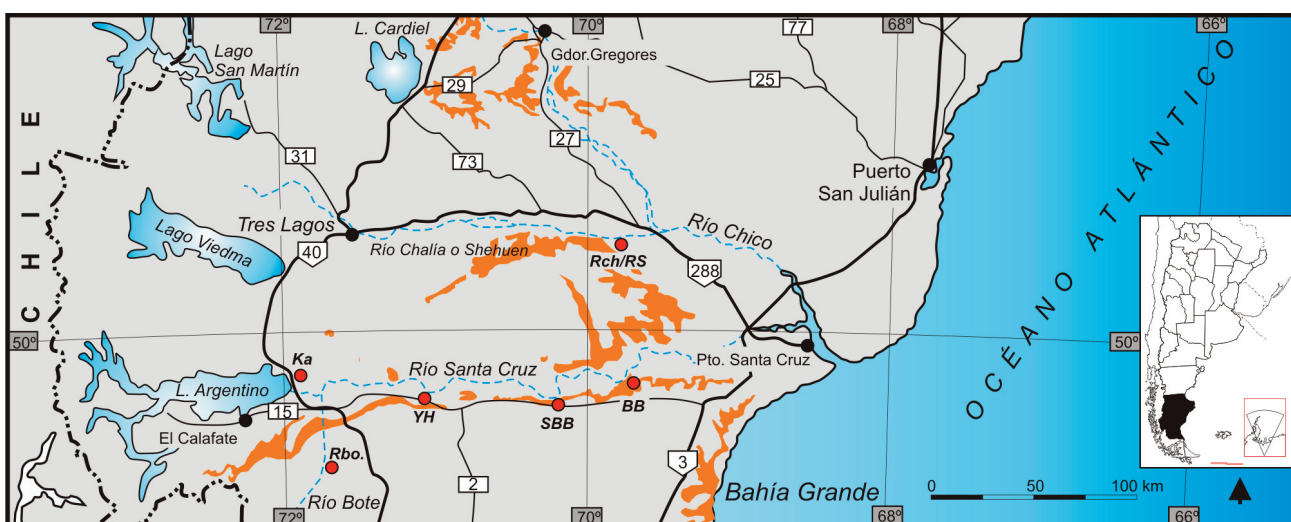 72º
70º
68º
66º
Lago
San Martín
L. Cardiel
Gdor.Gregores
77
29
25
CHILE
31
73
27
Puerto
San Julián
OCÉANO ATLÁNTICO
Tres Lagos
Río Chico
Lago Viedma
40
Río Chalía o Shehuen
Rch/RS
288
50º
50º
Ka
Río Santa Cruz
Pto. Santa Cruz
L. Argentino
15
BB
El Calafate
YH
SBB
Rbo.
3
2
Bahía Grande
0 50 100 km
Río Bote
72º
70º
68º
66º